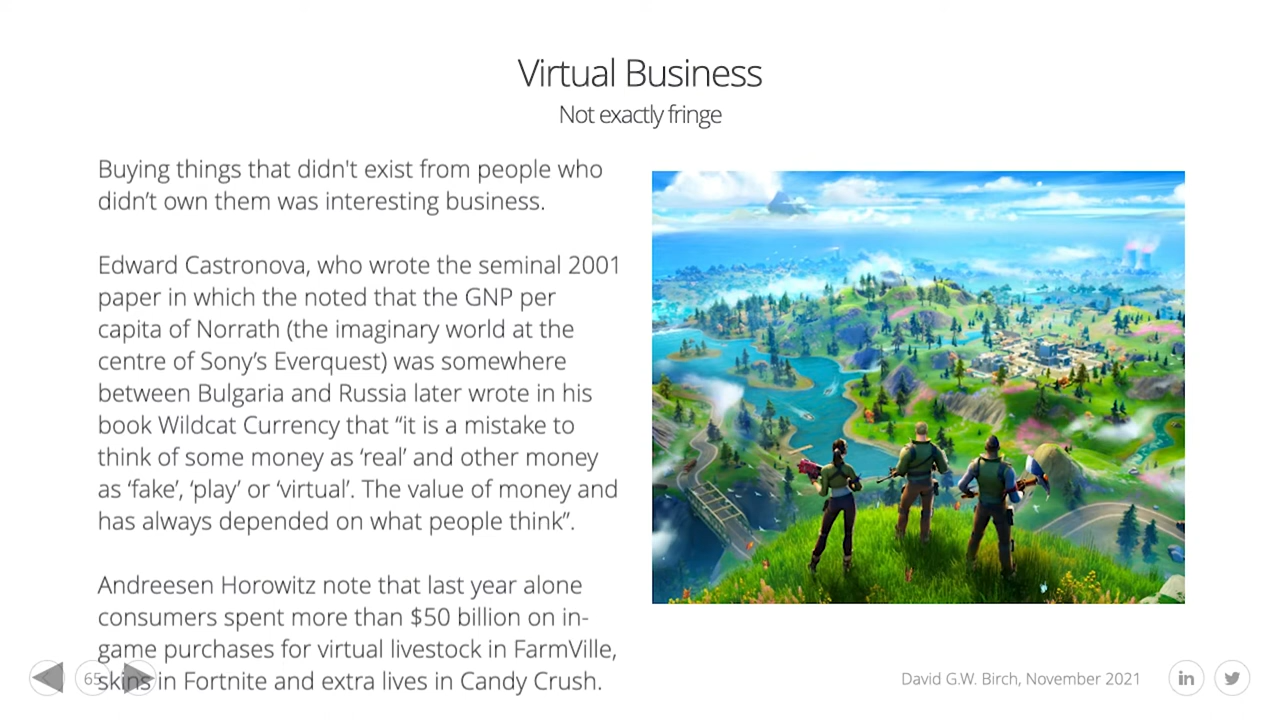 Virtual Business
Not exactly fringe
Buying things that didn't exist from people who
didn’t own them was interesting business.
Edward Castronova, who wrote the seminal 2001
paper in which the noted that the GNP per
capita of Norrath (the imaginary world at the
centre of Sony’s Everquest) was somewhere
between Bulgaria and Russia later wrote in his
book Wildcat Currency that “it is a mistake to
think of some money as ‘real’ and other money
as ‘fake’, ‘play’ or ‘virtual’. The value of money and
has always depended on what people think”.
Andreesen Horowitz note that last year alone
consumers spent more than $50 billion on in-
game purchases for virtual livestock in FarmVille,
skins in Fortnite and extra lives in Candy Crush.
65
David G.W. Birch, November 2021
in